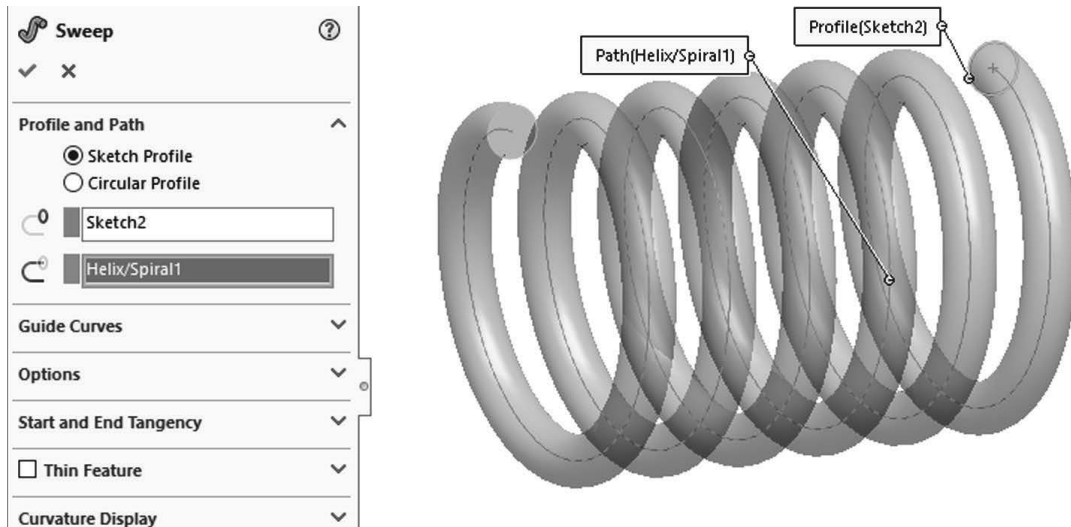 Sweep
Profile and Path
Sketch Profile
Circular Profile
Sketch2
Helix/Spiral1
Guide Curves
Options
Start and End Tangency
Thin Feature
Curvature Display
Path(Helix/Spiral1)
Profile(Sketch2)